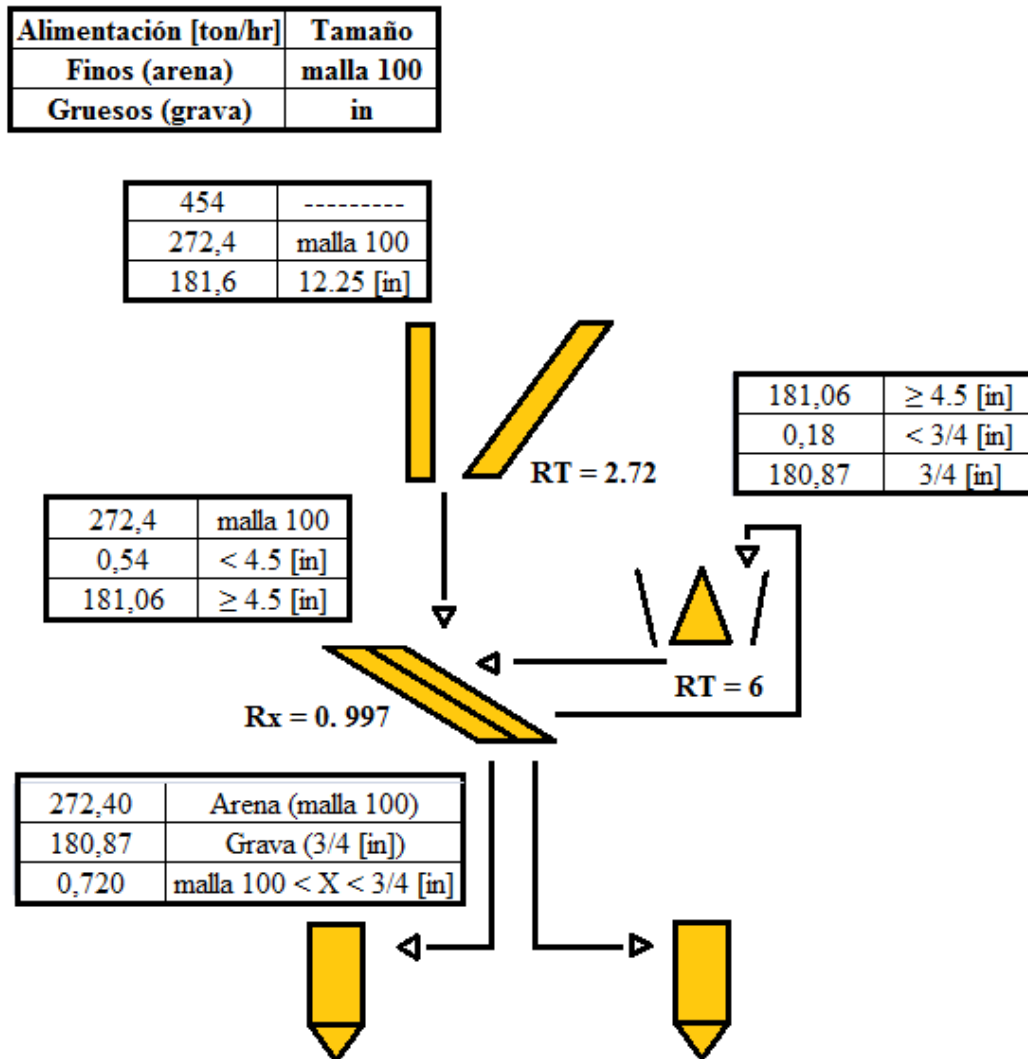 Alimentación [ton/hr] Tamaño
Finos (arena) malla 100
Gruesos (grava) in
454 ---------
272,4 malla 100
181,6 12.25 [in]
RT = 2.72
181,06 ≥ 4.5 [in]
0,18 < 3/4 [in]
180,87 3/4 [in]
272,4 malla 100
0,54 < 4.5 [in]
181,06 ≥ 4.5 [in]
RT = 6
Rx = 0. 997
272,40 Arena (malla 100)
180,87 Grava (3/4 [in])
0,720 malla 100 < X < 3/4 [in]